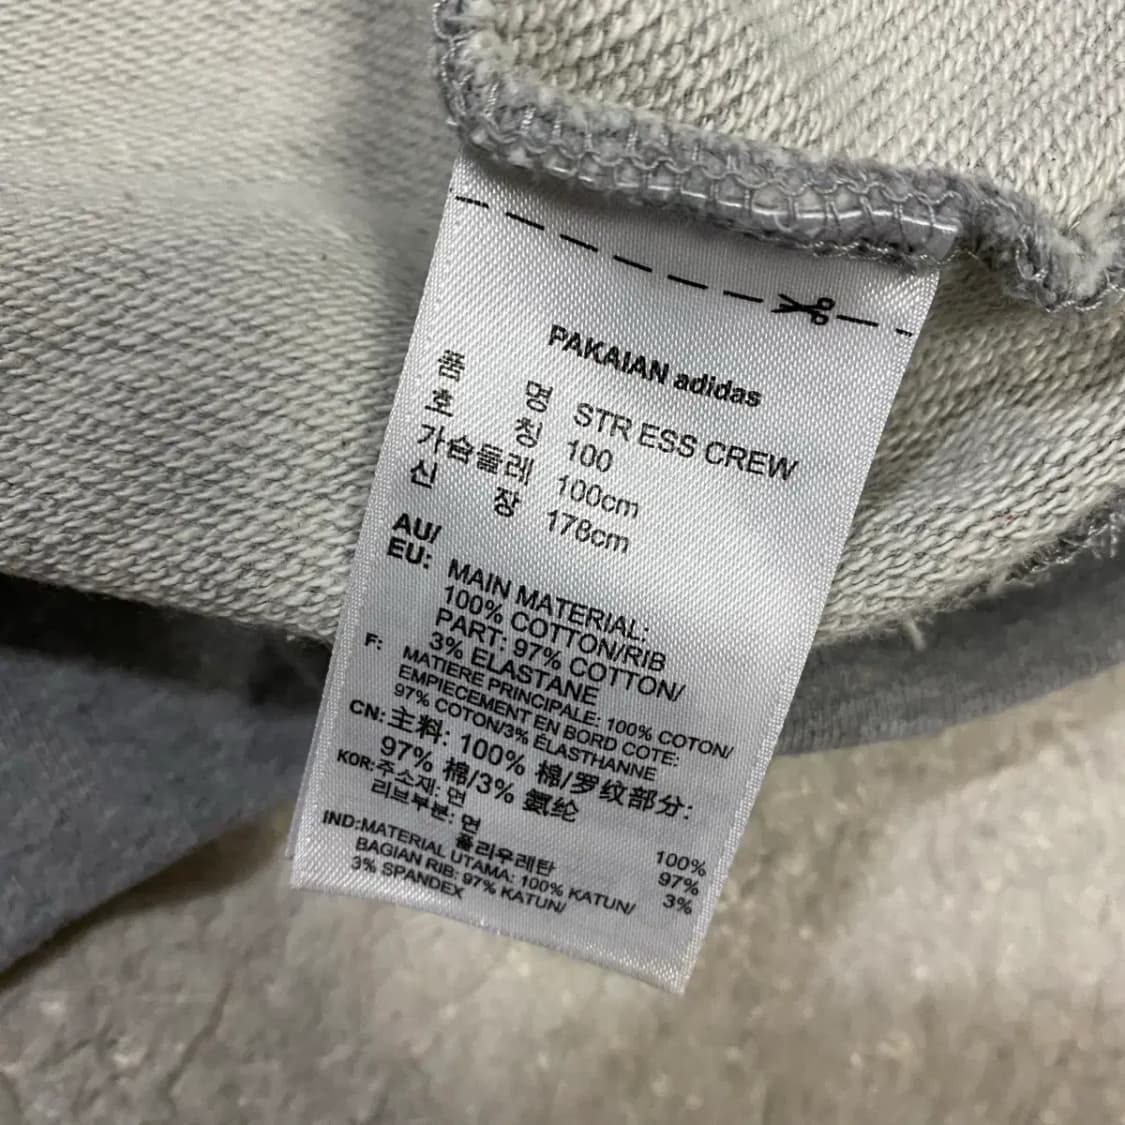 PAKAIAN adidas
품 명 STR ESS CREW
호 칭 100
가슴둘레 100cm
신 장 178cm
AU/
EU: MAIN MATERIAL:
100% COTTON/RIB
PART: 97% COTTON/
3% ELASTANE
F: MATIERE PRINCIPALE: 100% COTON/
EMPIECEMENT EN BORD COTE:
97% COTON/3% ÉLASTHANNE
CN: 主料: 100% 棉/罗纹部分:
97% 棉/3% 氨纶
KOR: 주소재: 면 100%
리브부분: 면 97%
폴리우레탄 3%
IND: MATERIAL UTAMA: 100% KATUN/
BAGIAN RIB: 97% KATUN/
3% SPANDEX